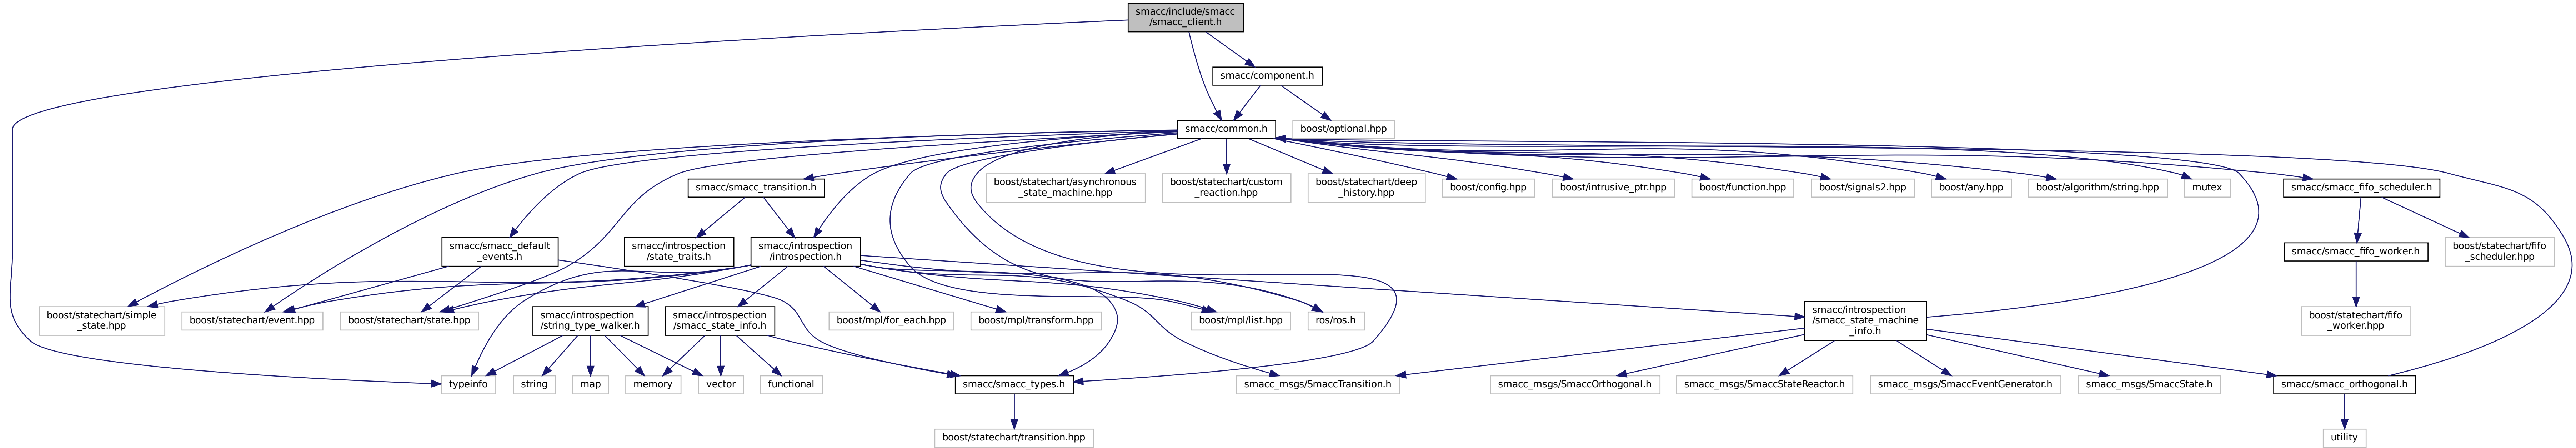 smacc/include/smacc
/smacc_client.h
smacc/component.h
smacc/common.h
boost/optional.hpp
smacc/smacc_transition.h
boost/statechart/asynchronous
_state_machine.hpp
boost/statechart/custom
_reaction.hpp
boost/statechart/deep
_history.hpp
boost/config.hpp
boost/intrusive_ptr.hpp
boost/function.hpp
boost/signals2.hpp
boost/any.hpp
boost/algorithm/string.hpp
mutex
smacc/smacc_fifo_scheduler.h
smacc/smacc_default
_events.h
smacc/introspection
/state_traits.h
smacc/introspection
/introspection.h
smacc/smacc_fifo_worker.h
boost/statechart/fifo
_scheduler.hpp
boost/statechart/simple
_state.hpp
boost/statechart/event.hpp
boost/statechart/state.hpp
smacc/introspection
/string_type_walker.h
smacc/introspection
/smacc_state_info.h
boost/mpl/for_each.hpp
boost/mpl/transform.hpp
boost/mpl/list.hpp
ros/ros.h
smacc/introspection
/smacc_state_machine
_info.h
boost/statechart/fifo
_worker.hpp
typeinfo
string
map
memory
vector
functional
smacc/smacc_types.h
smacc_msgs/SmaccTransition.h
smacc_msgs/SmaccOrthogonal.h
smacc_msgs/SmaccStateReactor.h
smacc_msgs/SmaccEventGenerator.h
smacc_msgs/SmaccState.h
smacc/smacc_orthogonal.h
boost/statechart/transition.hpp
utility